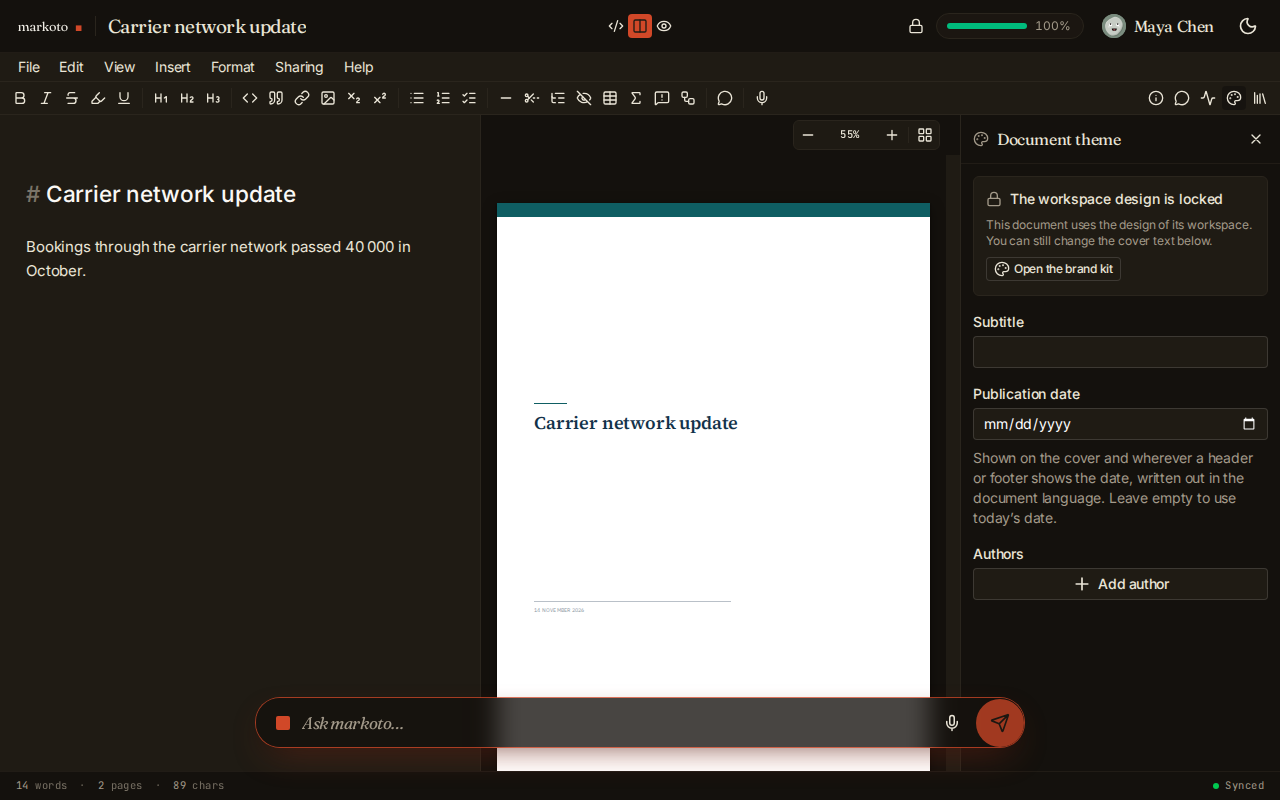 markoto
Carrier network update
100%
Maya Chen
File Edit View Insert Format Sharing Help
H1 H2 H3
55%
Document theme
# Carrier network update
Bookings through the carrier network passed 40 000 in
October.
Carrier network update
10 NOVEMBER 2026
The workspace design is locked
This document uses the design of its workspace.
You can still change the cover text below.
Open the brand kit
Subtitle
Publication date
mm/dd/yyyy
Shown on the cover and wherever a header
or footer shows the date, written out in the
document language. Leave empty to use
today's date.
Authors
Add author
Ask markoto...
14 words · 2 pages · 89 chars
Synced